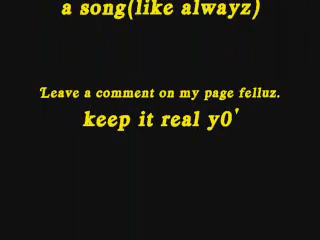 a song(like alwayz)
Leave a comment on my page felluz.
keep it real y0'